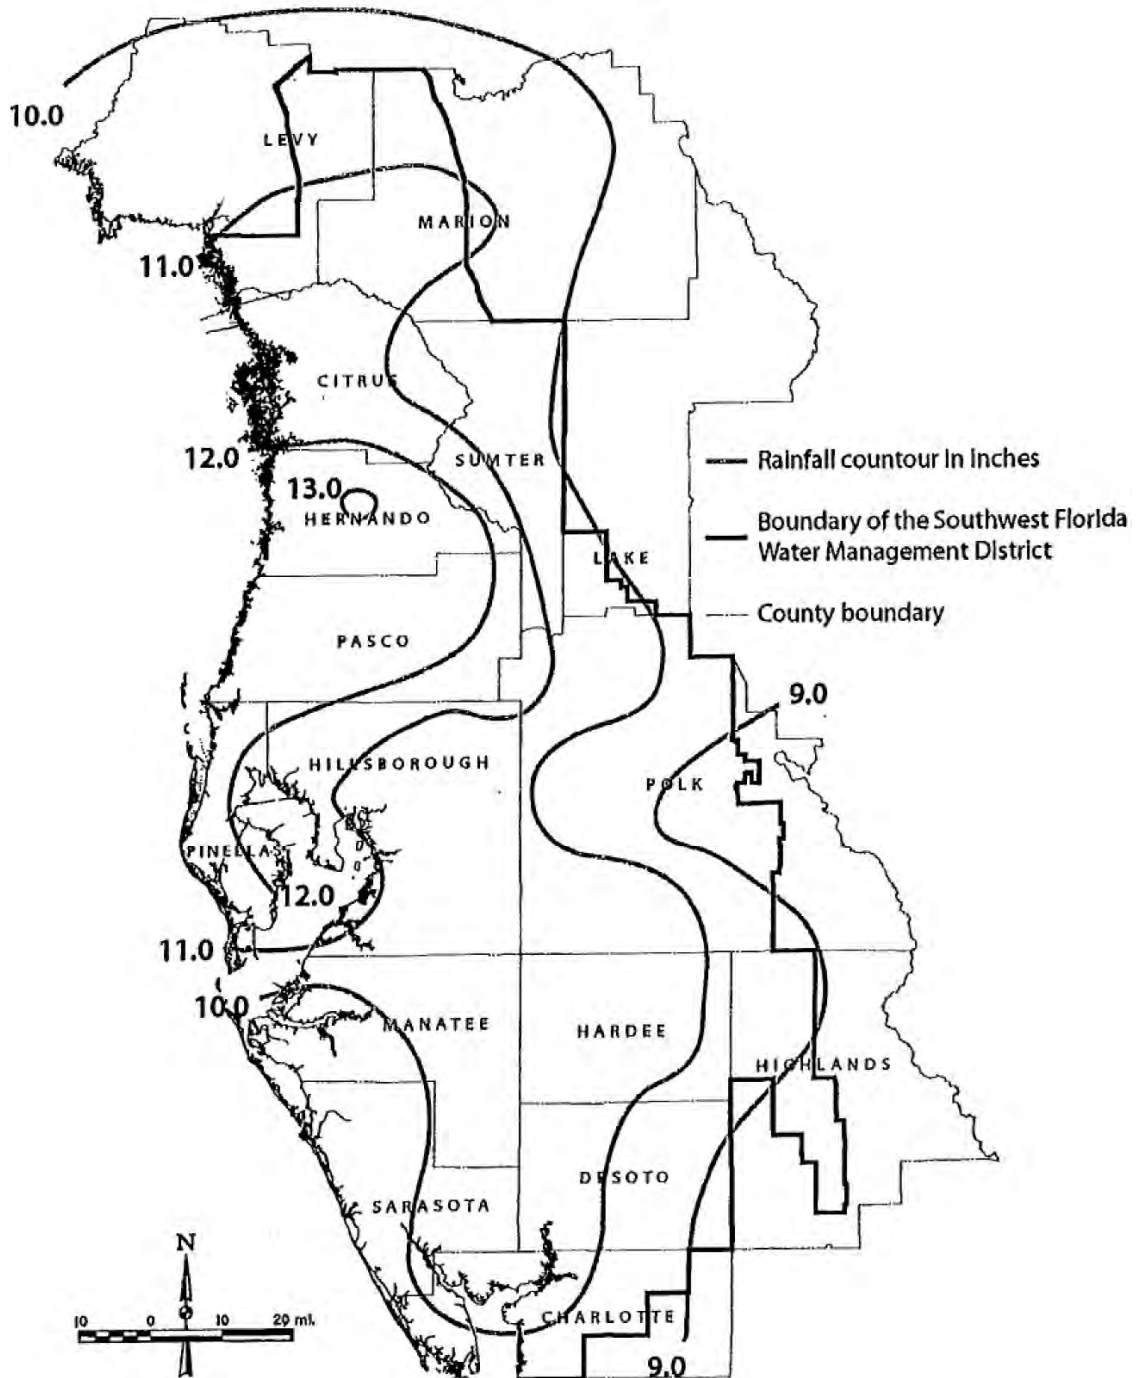 10.0
LEVY
MARION
11.0
CITRUS
12.0
SUMTER
13.0
HERNANDO
Rainfall countour in inches
Boundary of the Southwest Florida
Water Management District
LAKE
County boundary
PASCO
9.0
HILLSBOROUGH
POLK
PINELLAS
12.0
11.0
10.0
MANATEE
HARDEE
HIGHLANDS
DESOTO
SARASOTA
N
10 0 10 20 mi.
CHARLOTTE
9.0